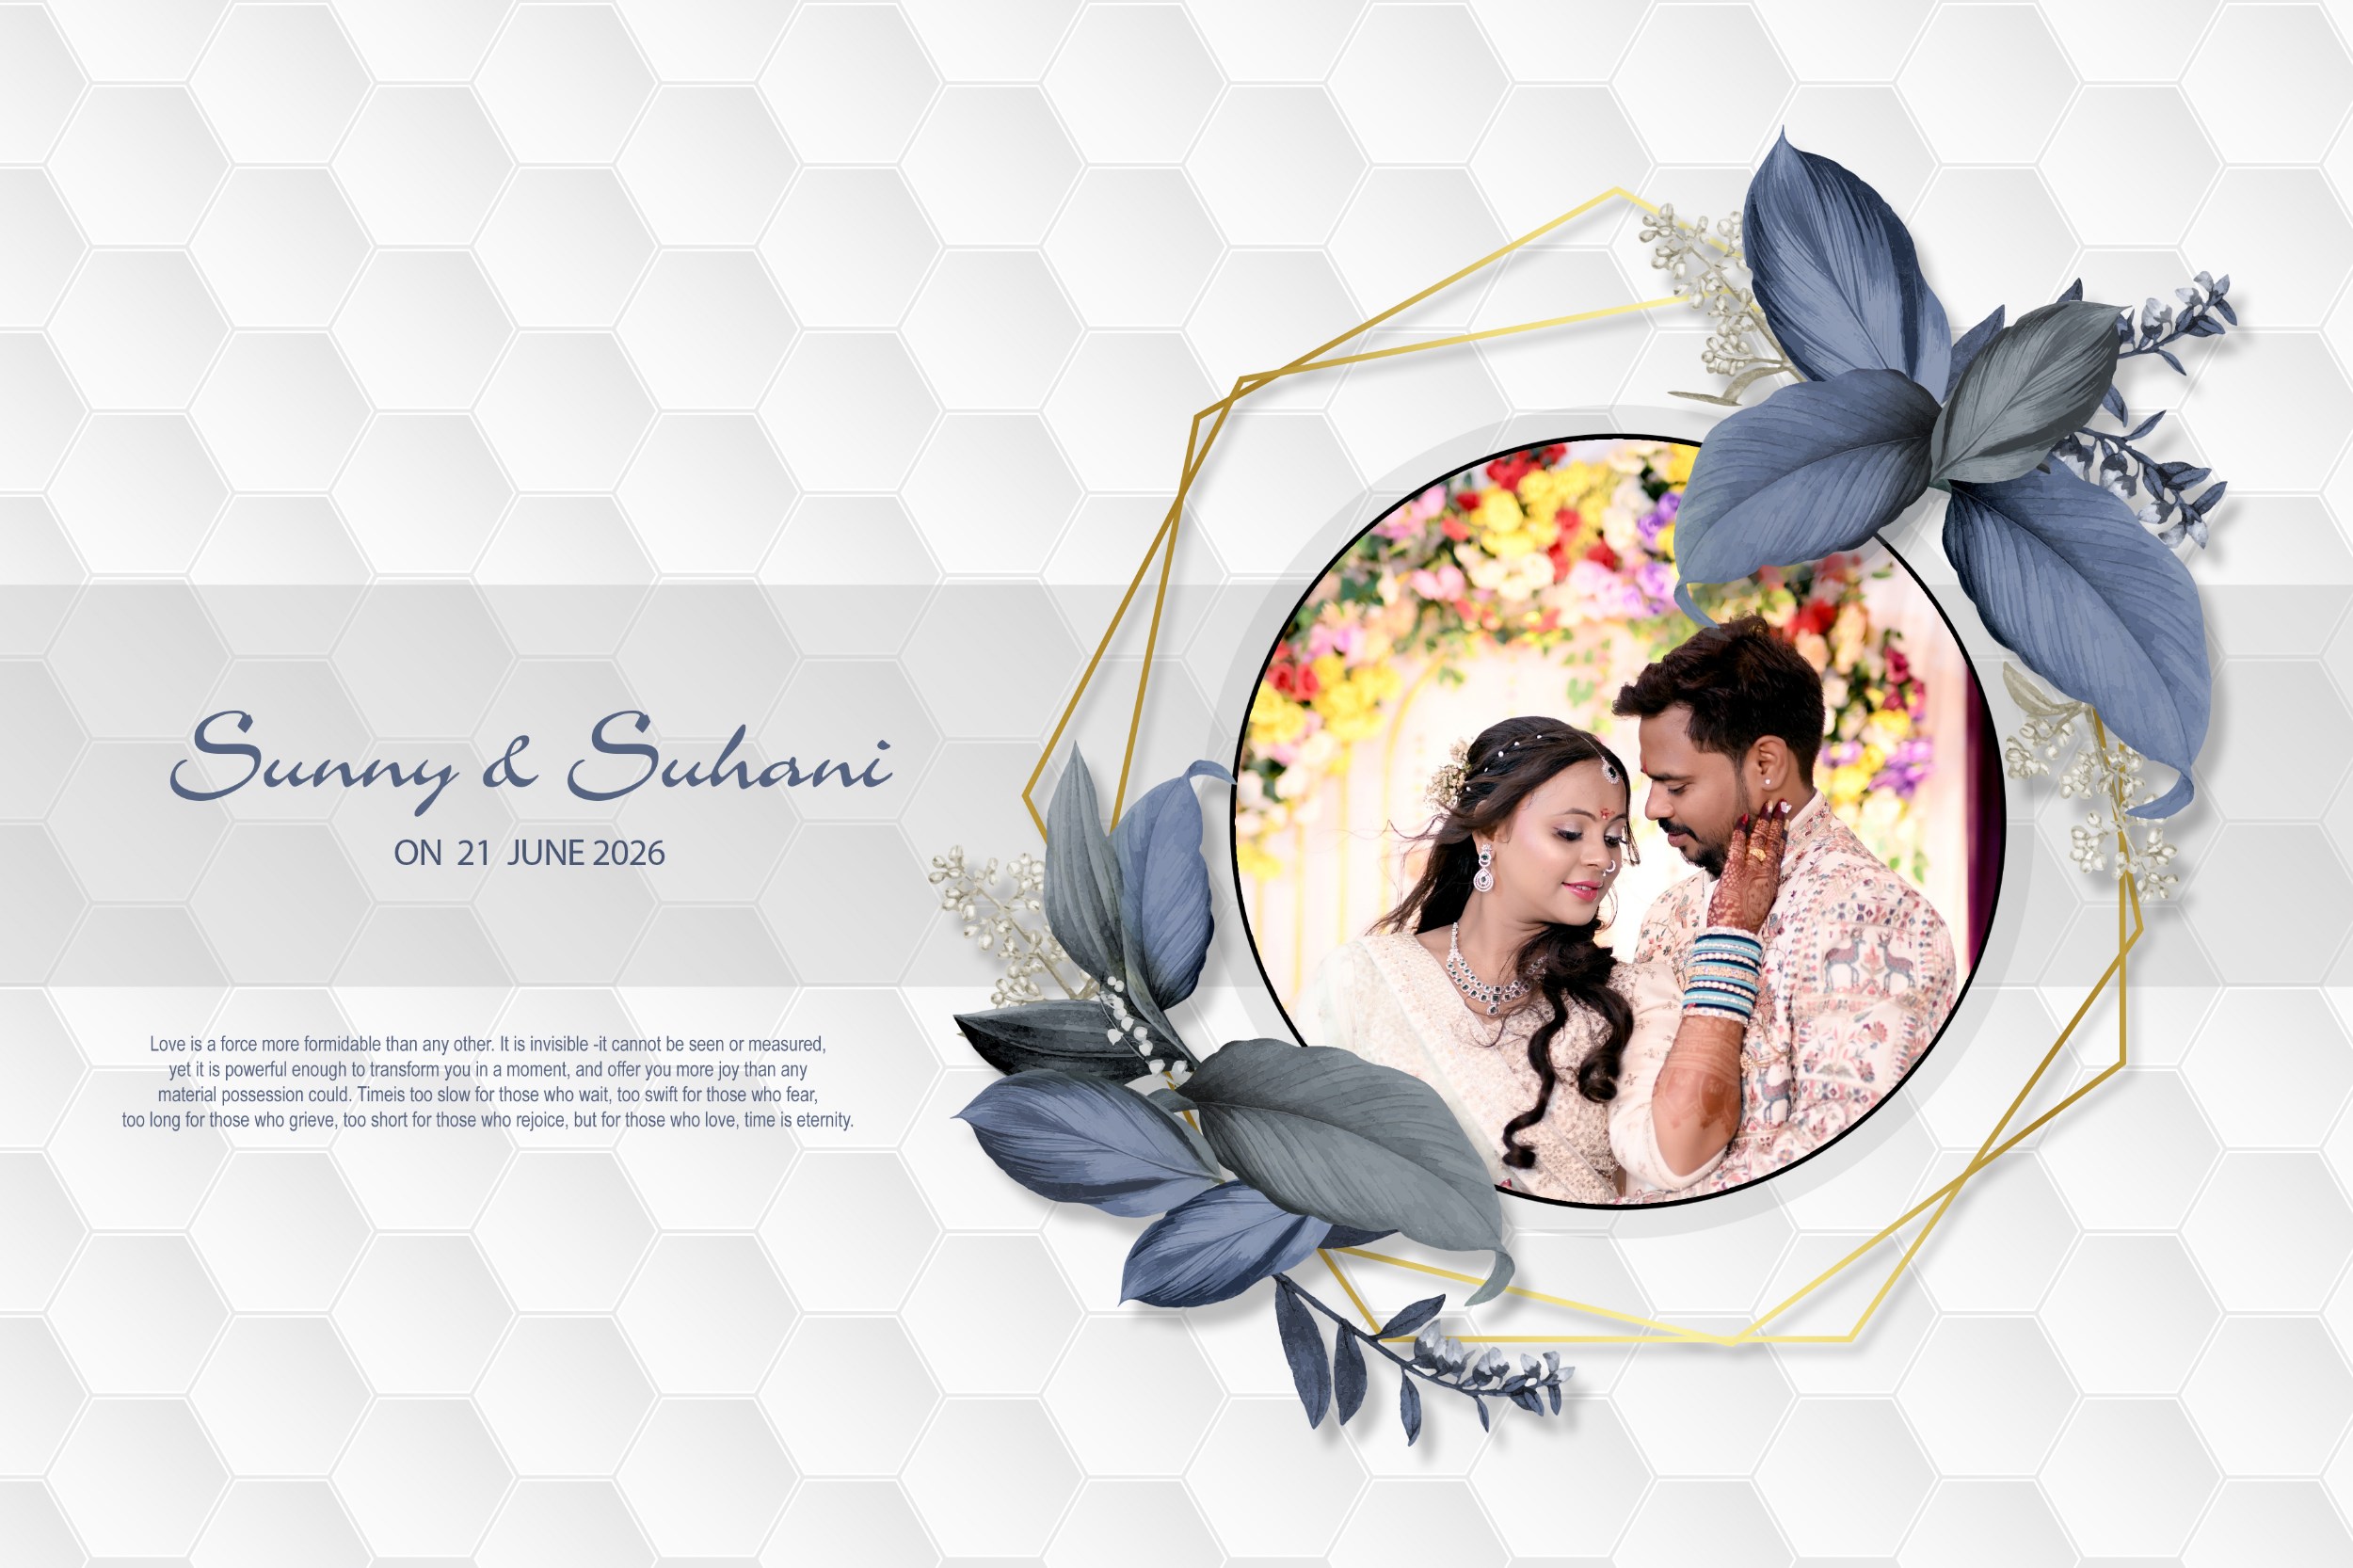 Sunny & Suhani
ON 21 JUNE 2026
Love is a force more formidable than any other. It is invisible -it cannot be seen or measured,
yet it is powerful enough to transform you in a moment, and offer you more joy than any
material possession could. Timeis too slow for those who wait, too swift for those who fear,
too long for those who grieve, too short for those who rejoice, but for those who love, time is eternity.